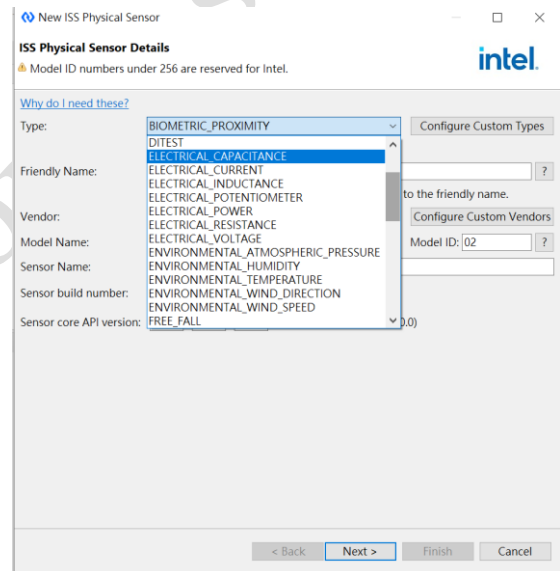 New ISS Physical Sensor
ISS Physical Sensor Details
Model ID numbers under 256 are reserved for Intel.
intel.
Why do I need these?
Type: BIOMETRIC_PROXIMITY Configure Custom Types
DITEST
ELECTRICAL_CAPACITANCE
ELECTRICAL_CURRENT
Friendly Name: ?
ELECTRICAL_INDUCTANCE
ELECTRICAL_POTENTIOMETER to the friendly name.
ELECTRICAL_POWER
Vendor: Configure Custom Vendors
ELECTRICAL_RESISTANCE
ELECTRICAL_VOLTAGE
Model Name: Model ID: 02 ?
ENVIRONMENTAL_ATMOSPHERIC_PRESSURE
ENVIRONMENTAL_HUMIDITY
Sensor Name:
ENVIRONMENTAL_TEMPERATURE
ENVIRONMENTAL_WIND_DIRECTION
Sensor build number:
ENVIRONMENTAL_WIND_SPEED
Sensor core API version: FREE_FALL .0)
< Back Next > Finish Cancel